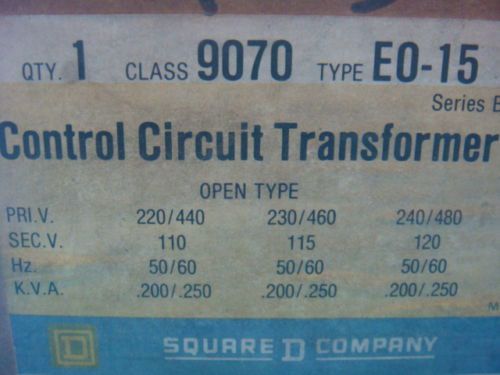 QTY. 1 CLASS 9070 TYPE EO-15
Series
Control Circuit Transformer
OPEN TYPE
PRI.V. 220/440 230/460 240/480
SEC.V. 110 115 120
Hz. 50/60 50/60 50/60
K.V.A. .200/.250 .200/.250 .200/.250
M
D
SQUARE D COMPANY